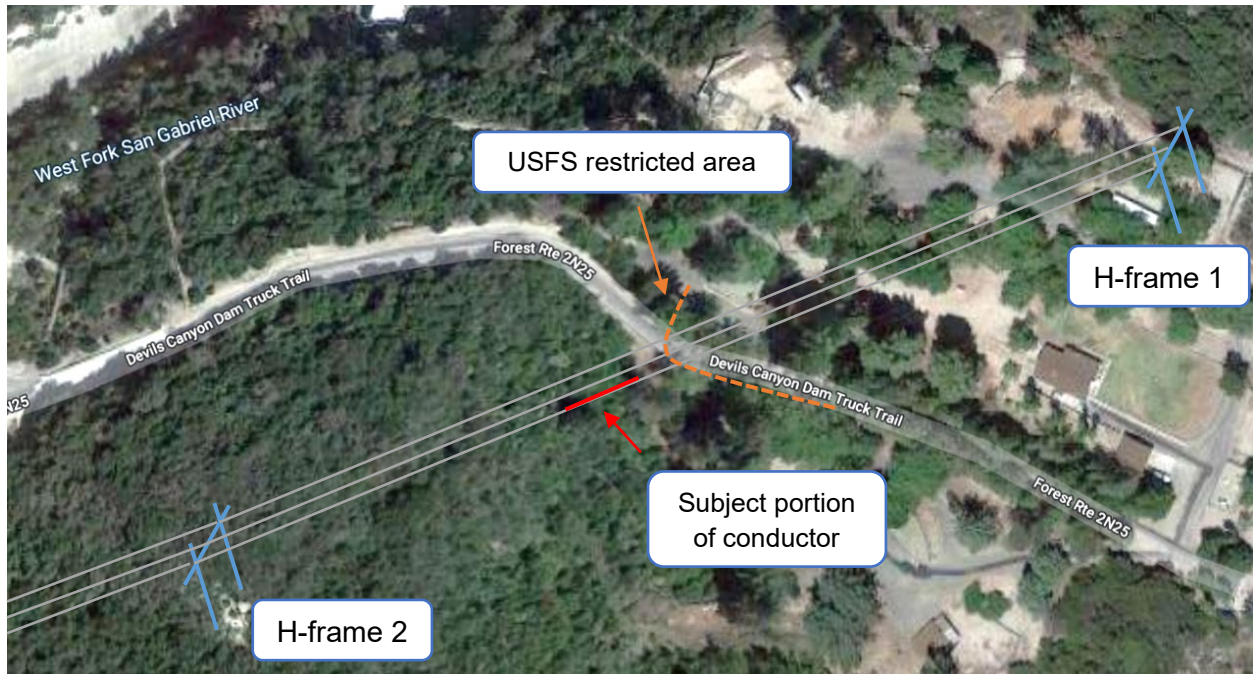 West Fork San Gabriel River
USFS restricted area
Forest Rte 2N25
H-frame 1
Devils Canyon Dam Truck Trail
Devils Canyon Dam Truck Trail
N25
Subject portion
of conductor
Forest Rte 2N25
H-frame 2